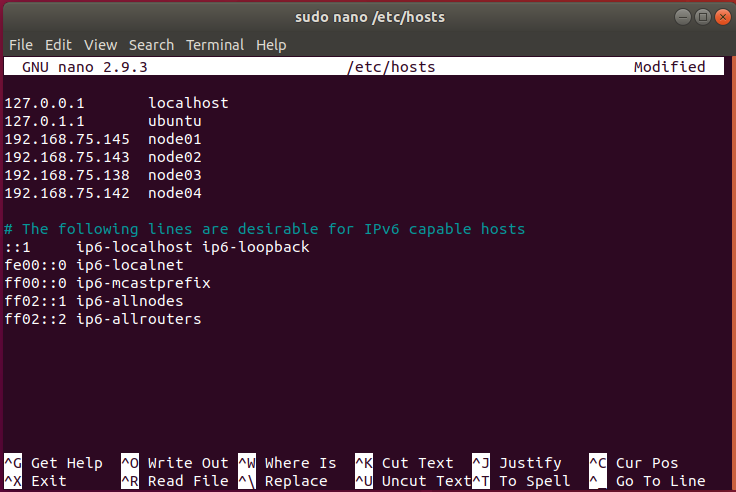 sudo nano /etc/hosts
File Edit View Search Terminal Help
GNU nano 2.9.3 /etc/hosts Modified
127.0.0.1 localhost
127.0.1.1 ubuntu
192.168.75.145 node01
192.168.75.143 node02
192.168.75.138 node03
192.168.75.142 node04
# The following lines are desirable for IPv6 capable hosts
::1 ip6-localhost ip6-loopback
fe00::0 ip6-localnet
ff00::0 ip6-mcastprefix
ff02::1 ip6-allnodes
ff02::2 ip6-allrouters
^G Get Help ^O Write Out ^W Where Is ^K Cut Text ^J Justify ^C Cur Pos
^X Exit ^R Read File ^\ Replace ^U Uncut Text ^T To Spell ^_ Go To Line